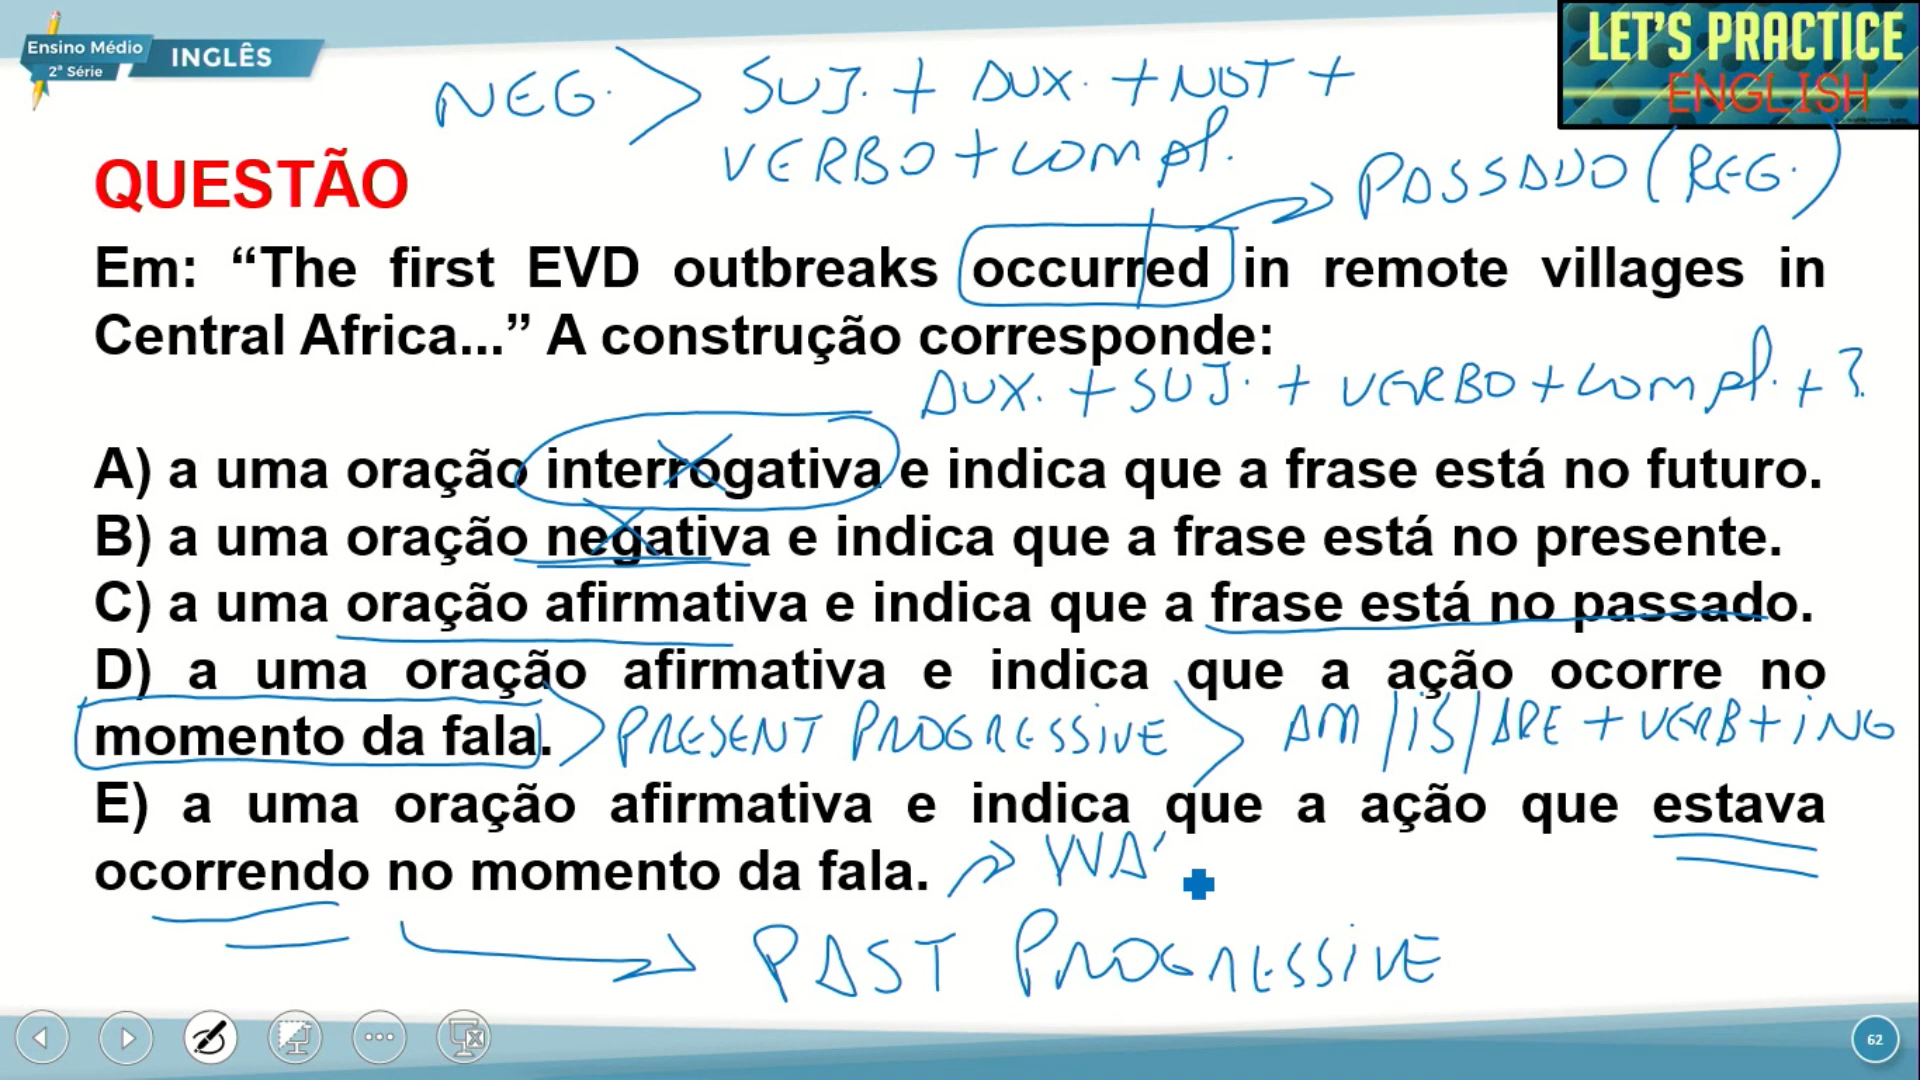 Ensino Médio
2ª Série
INGLÊS
LET'S PRACTICE
ENGLISH
NEG. > SUJ. + AUX. + NOT +
VERBO + COMPL.
PASSADO (REG.)
QUESTÃO
Em: “The first EVD outbreaks occurred in remote villages in
Central Africa...” A construção corresponde:
AUX. + SUJ. + VERBO + COMPL. + ?
A) a uma oração interrogativa e indica que a frase está no futuro.
B) a uma oração negativa e indica que a frase está no presente.
C) a uma oração afirmativa e indica que a frase está no passado.
D) a uma oração afirmativa e indica que a ação ocorre no
momento da fala. > PRESENT PROGRESSIVE > AM / IS / ARE + VERB + ING
E) a uma oração afirmativa e indica que a ação que estava
ocorrendo no momento da fala. WA
PAST PROGRESSIVE
62